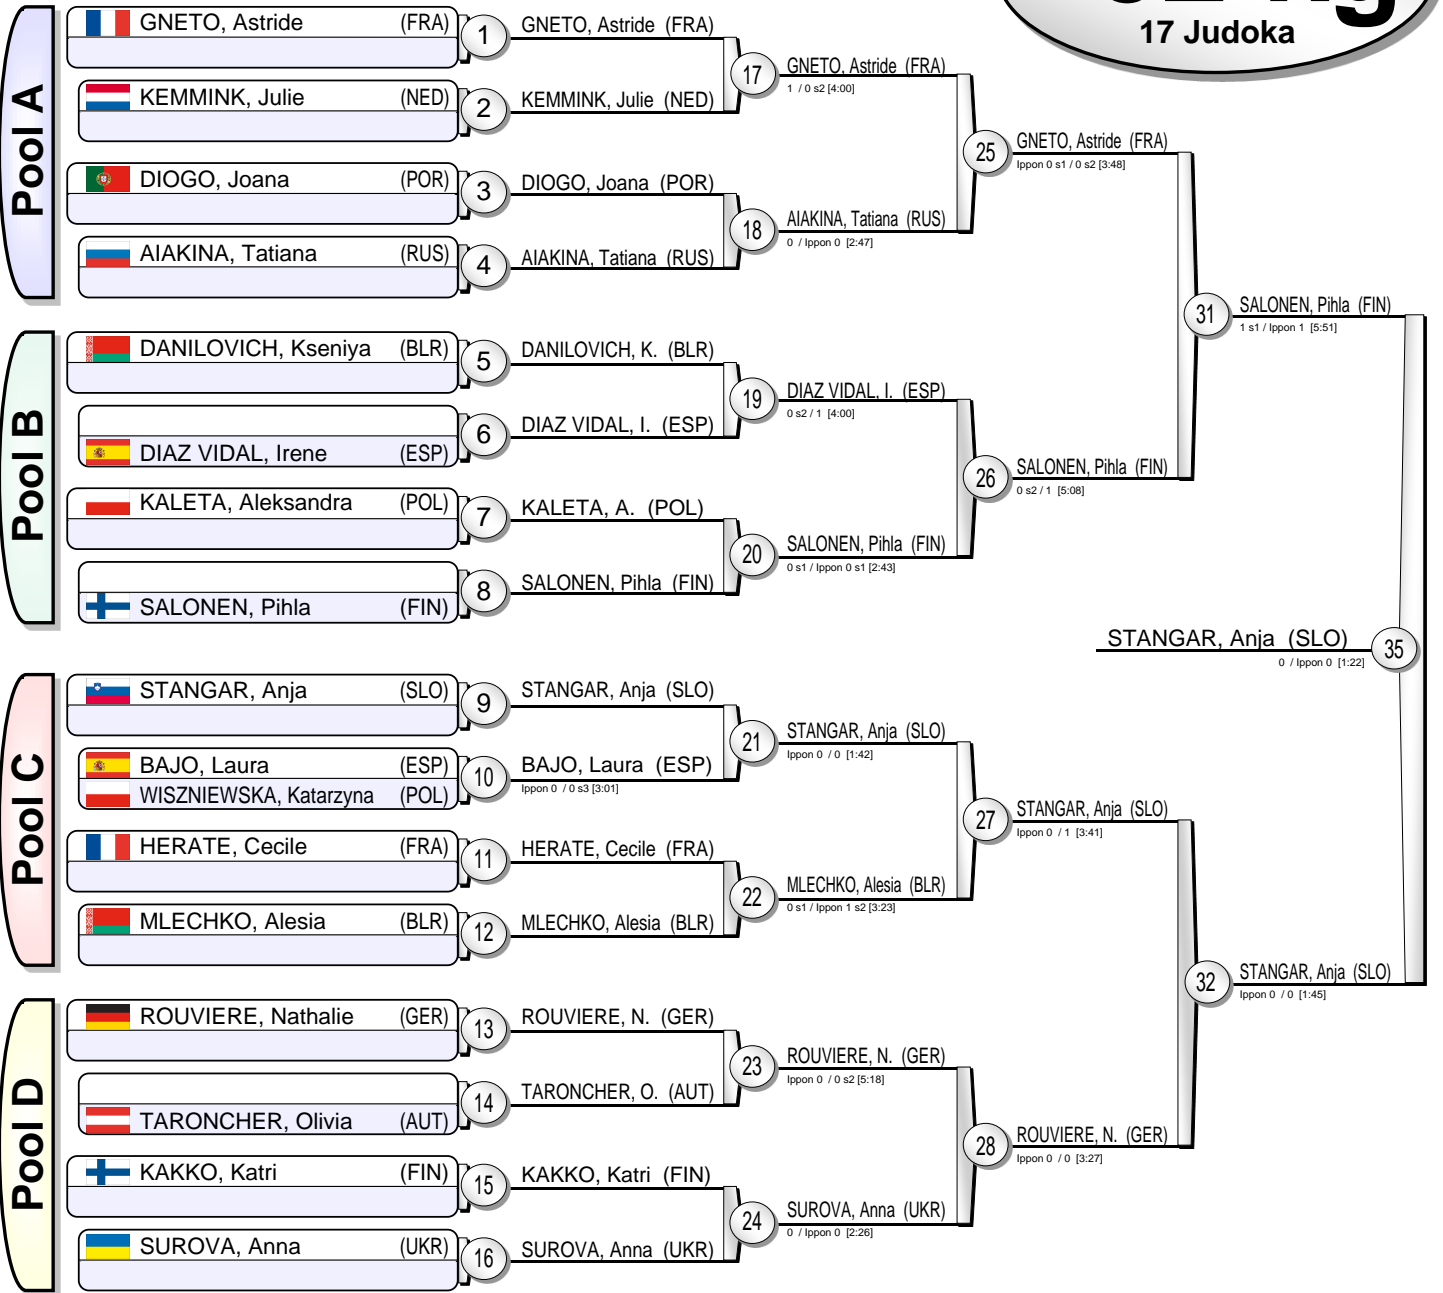 17 Judoka
Pool A
GNETO, Astride (FRA)
1
KEMMINK, Julie (NED)
2
DIOGO, Joana (POR)
3
AIAKINA, Tatiana (RUS)
4
Pool B
DANILOVICH, Kseniya (BLR)
5
DIAZ VIDAL, Irene (ESP)
6
KALETA, Aleksandra (POL)
7
SALONEN, Pihla (FIN)
8
Pool C
STANGAR, Anja (SLO)
9
BAJO, Laura (ESP)
WISZNIEWSKA, Katarzyna (POL)
10
HERATE, Cecile (FRA)
11
MLECHKO, Alesia (BLR)
12
Pool D
ROUVIERE, Nathalie (GER)
13
TARONCHER, Olivia (AUT)
14
KAKKO, Katri (FIN)
15
SUROVA, Anna (UKR)
16
GNETO, Astride (FRA)
KEMMINK, Julie (NED)
17
DIOGO, Joana (POR)
AIAKINA, Tatiana (RUS)
18
DANILOVICH, K. (BLR)
DIAZ VIDAL, I. (ESP)
19
KALETA, A. (POL)
SALONEN, Pihla (FIN)
20
STANGAR, Anja (SLO)
BAJO, Laura (ESP)
Ippon 0 / 0 s3 [3:01]
21
HERATE, Cecile (FRA)
MLECHKO, Alesia (BLR)
22
ROUVIERE, N. (GER)
TARONCHER, O. (AUT)
23
KAKKO, Katri (FIN)
SUROVA, Anna (UKR)
24
GNETO, Astride (FRA)
1 / 0 s2 [4:00]
AIAKINA, Tatiana (RUS)
0 / Ippon 0 [2:47]
25
DIAZ VIDAL, I. (ESP)
0 s2 / 1 [4:00]
SALONEN, Pihla (FIN)
0 s1 / Ippon 0 s1 [2:43]
26
STANGAR, Anja (SLO)
Ippon 0 / 0 [1:42]
MLECHKO, Alesia (BLR)
0 s1 / Ippon 1 s2 [3:23]
27
ROUVIERE, N. (GER)
Ippon 0 / 0 s2 [5:18]
SUROVA, Anna (UKR)
0 / Ippon 0 [2:26]
28
GNETO, Astride (FRA)
Ippon 0 s1 / 0 s2 [3:48]
SALONEN, Pihla (FIN)
0 s2 / 1 [5:08]
31
STANGAR, Anja (SLO)
Ippon 0 / 1 [3:41]
ROUVIERE, N. (GER)
Ippon 0 / 0 [3:27]
32
SALONEN, Pihla (FIN)
1 s1 / Ippon 1 [5:51]
STANGAR, Anja (SLO)
Ippon 0 / 0 [1:45]
STANGAR, Anja (SLO)
0 / Ippon 0 [1:22]
35